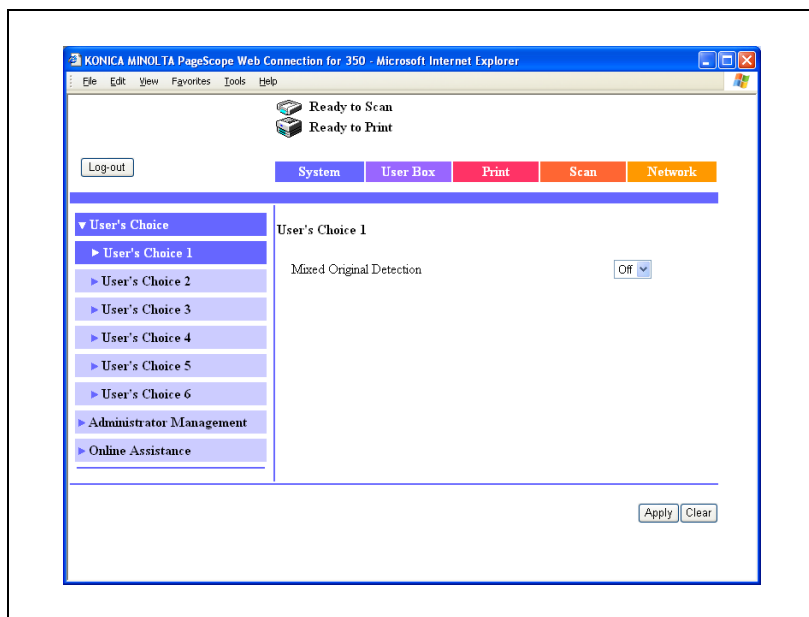 KONICA MINOLTA PageScope Web Connection for 350 - Microsoft Internet Explorer
File Edit View Favorites Tools Help
Ready to Scan
Ready to Print
Log-out
System User Box Print Scan Network
User's Choice
User's Choice 1
User's Choice 2
User's Choice 3
User's Choice 4
User's Choice 5
User's Choice 6
Administrator Management
Online Assistance
User's Choice 1
Mixed Original Detection Off
Apply Clear